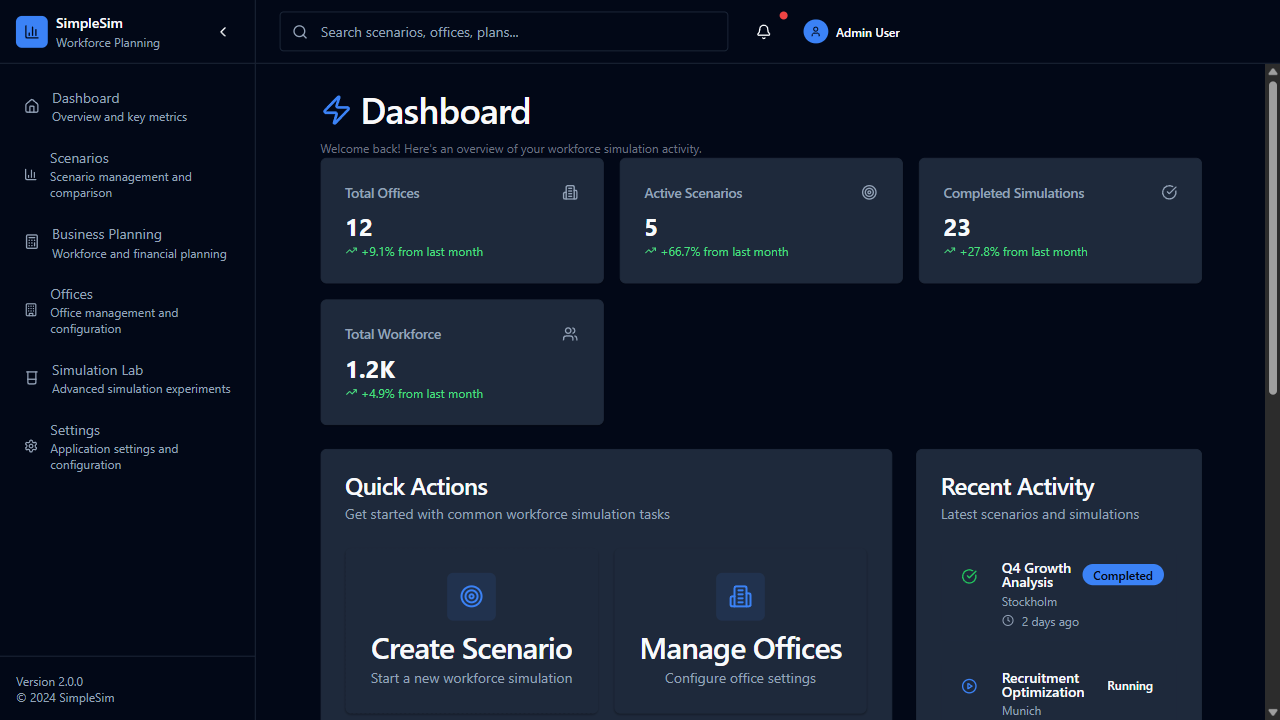 SimpleSim
Workforce Planning
Search scenarios, offices, plans...
Admin User
Dashboard
Overview and key metrics
Scenarios
Scenario management and
comparison
Business Planning
Workforce and financial planning
Offices
Office management and
configuration
Simulation Lab
Advanced simulation experiments
Settings
Application settings and
configuration
Version 2.0.0
© 2024 SimpleSim
Dashboard
Welcome back! Here's an overview of your workforce simulation activity.
Total Offices
12
+9.1% from last month
Active Scenarios
5
+66.7% from last month
Completed Simulations
23
+27.8% from last month
Total Workforce
1.2K
+4.9% from last month
Quick Actions
Get started with common workforce simulation tasks
Create Scenario
Start a new workforce simulation
Manage Offices
Configure office settings
Recent Activity
Latest scenarios and simulations
Q4 Growth
Analysis
Completed
Stockholm
2 days ago
Recruitment
Optimization
Running
Munich